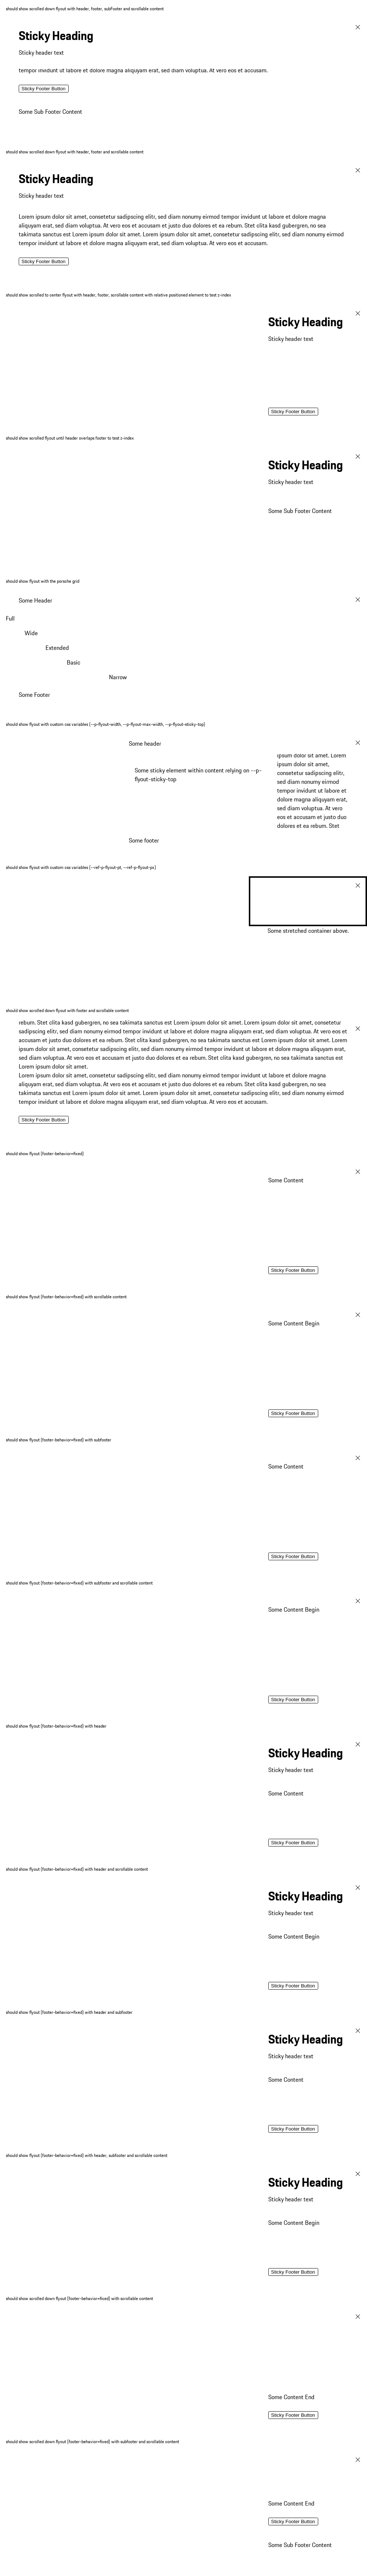 should show scrolled down flyout with header, footer, subFooter and scrollable content
Sticky Heading
Sticky header text
tempor invidunt ut labore et dolore magna aliquyam erat, sed diam voluptua. At vero eos et accusam.
Sticky Footer Button
Some Sub Footer Content
should show scrolled down flyout with header, footer and scrollable content
Sticky Heading
Sticky header text
Lorem ipsum dolor sit amet, consetetur sadipscing elitr, sed diam nonumy eirmod tempor invidunt ut labore et dolore magna
aliquyam erat, sed diam voluptua. At vero eos et accusam et justo duo dolores et ea rebum. Stet clita kasd gubergren, no sea
takimata sanctus est Lorem ipsum dolor sit amet. Lorem ipsum dolor sit amet, consetetur sadipscing elitr, sed diam nonumy eirmod
tempor invidunt ut labore et dolore magna aliquyam erat, sed diam voluptua. At vero eos et accusam.
Sticky Footer Button
should show scrolled to center flyout with header, footer, scrollable content with relative positioned element to test z-index
Sticky Heading
Sticky header text
Sticky Footer Button
should show scrolled flyout until header overlaps footer to test z-index
Sticky Heading
Sticky header text
Some Sub Footer Content
should show flyout with the porsche grid
Some Header
Full
Wide
Extended
Basic
Narrow
Some Footer
should show flyout with custom css variables (--p-flyout-width, --p-flyout-max-width, --p-flyout-sticky-top)
Some header
Some sticky element within content relying on --p-
flyout-sticky-top
ipsum dolor sit amet. Lorem
ipsum dolor sit amet,
consetetur sadipscing elitr,
sed diam nonumy eirmod
tempor invidunt ut labore et
dolore magna aliquyam erat,
sed diam voluptua. At vero
eos et accusam et justo duo
dolores et ea rebum. Stet
Some footer
should show flyout with custom css variables (--ref-p-flyout-pt, --ref-p-flyout-px)
Some stretched container above.
should show scrolled down flyout with footer and scrollable content
rebum. Stet clita kasd gubergren, no sea takimata sanctus est Lorem ipsum dolor sit amet. Lorem ipsum dolor sit amet, consetetur
sadipscing elitr, sed diam nonumy eirmod tempor invidunt ut labore et dolore magna aliquyam erat, sed diam voluptua. At vero eos et
accusam et justo duo dolores et ea rebum. Stet clita kasd gubergren, no sea takimata sanctus est Lorem ipsum dolor sit amet. Lorem
ipsum dolor sit amet, consetetur sadipscing elitr, sed diam nonumy eirmod tempor invidunt ut labore et dolore magna aliquyam erat,
sed diam voluptua. At vero eos et accusam et justo duo dolores et ea rebum. Stet clita kasd gubergren, no sea takimata sanctus est
Lorem ipsum dolor sit amet.
Lorem ipsum dolor sit amet, consetetur sadipscing elitr, sed diam nonumy eirmod tempor invidunt ut labore et dolore magna
aliquyam erat, sed diam voluptua. At vero eos et accusam et justo duo dolores et ea rebum. Stet clita kasd gubergren, no sea
takimata sanctus est Lorem ipsum dolor sit amet. Lorem ipsum dolor sit amet, consetetur sadipscing elitr, sed diam nonumy eirmod
tempor invidunt ut labore et dolore magna aliquyam erat, sed diam voluptua. At vero eos et accusam.
Sticky Footer Button
should show flyout (footer-behavior=fixed)
Some Content
Sticky Footer Button
should show flyout (footer-behavior=fixed) with scrollable content
Some Content Begin
Sticky Footer Button
should show flyout (footer-behavior=fixed) with subfooter
Some Content
Sticky Footer Button
should show flyout (footer-behavior=fixed) with subfooter and scrollable content
Some Content Begin
Sticky Footer Button
should show flyout (footer-behavior=fixed) with header
Sticky Heading
Sticky header text
Some Content
Sticky Footer Button
should show flyout (footer-behavior=fixed) with header and scrollable content
Sticky Heading
Sticky header text
Some Content Begin
Sticky Footer Button
should show flyout (footer-behavior=fixed) with header and subfooter
Sticky Heading
Sticky header text
Some Content
Sticky Footer Button
should show flyout (footer-behavior=fixed) with header, subfooter and scrollable content
Sticky Heading
Sticky header text
Some Content Begin
Sticky Footer Button
should show scrolled down flyout (footer-behavior=fixed) with scrollable content
Some Content End
Sticky Footer Button
should show scrolled down flyout (footer-behavior=fixed) with subfooter and scrollable content
Some Content End
Sticky Footer Button
Some Sub Footer Content